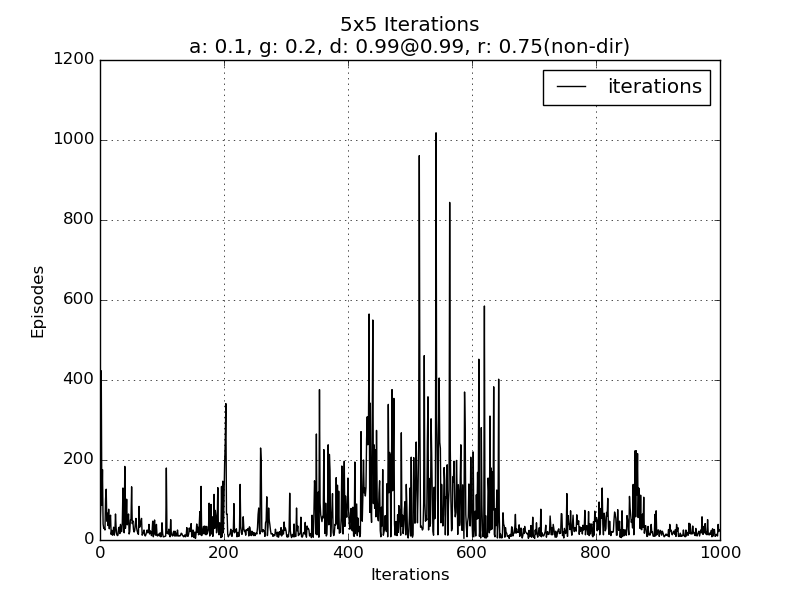 5x5 Iterations
a: 0.1, g: 0.2, d: 0.99@0.99, r: 0.75(non-dir)
iterations
1200
1000
800
600
400
200
0
Episodes
0 200 400 600 800 1000
Iterations